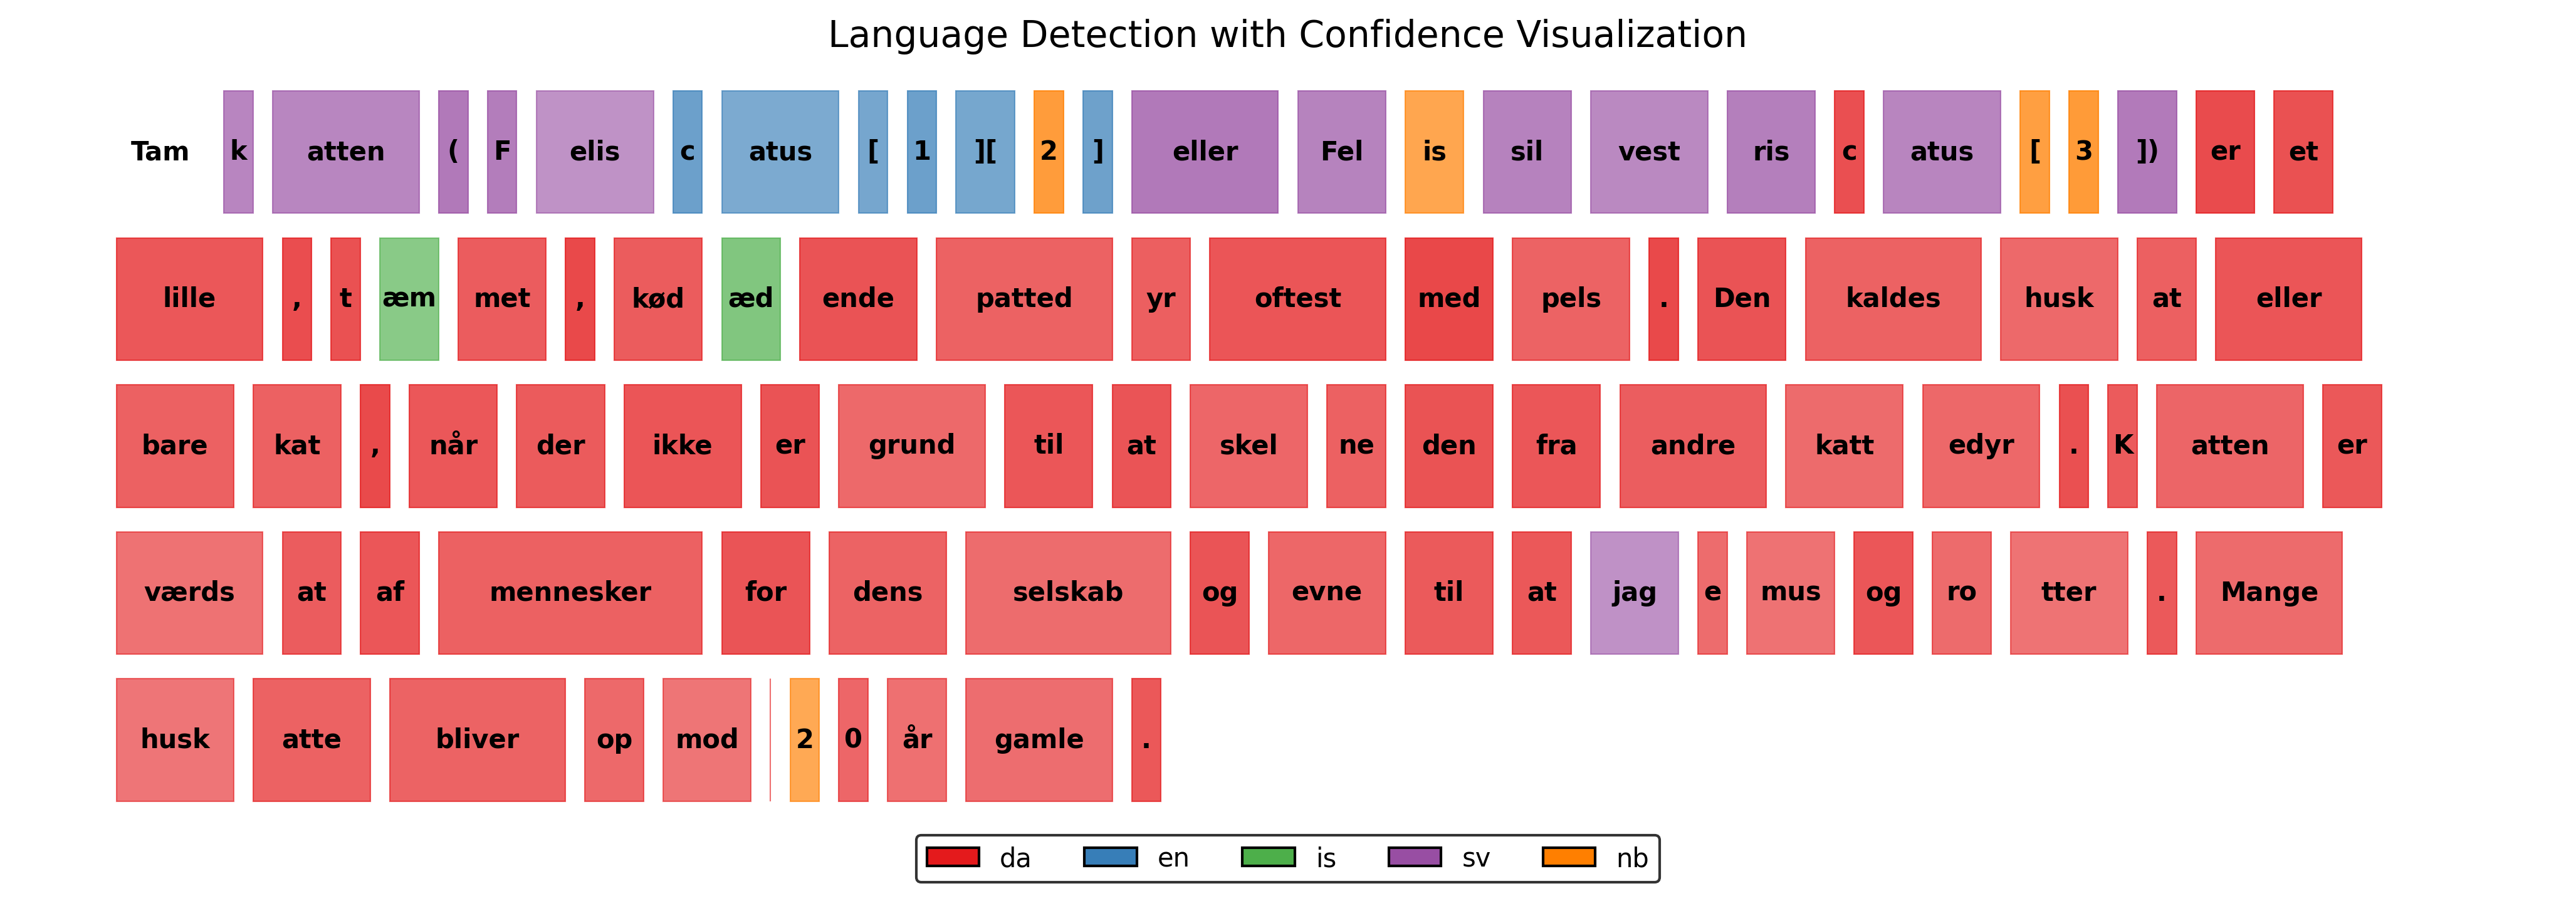 Language Detection with Confidence Visualization
Tam k atten ( F elis c atus [ 1 ][ 2 ] eller Fel is sil vest ris c atus [ 3 ]) er et
lille , t æm met , kød æd ende patted yr oftest med pels . Den kaldes husk at eller
bare kat , når der ikke er grund til at skel ne den fra andre katt edyr . K atten er
værds at af mennesker for dens selskab og evne til at jag e mus og ro tter . Mange
husk atte bliver op mod 2 0 år gamle .
da en is sv nb